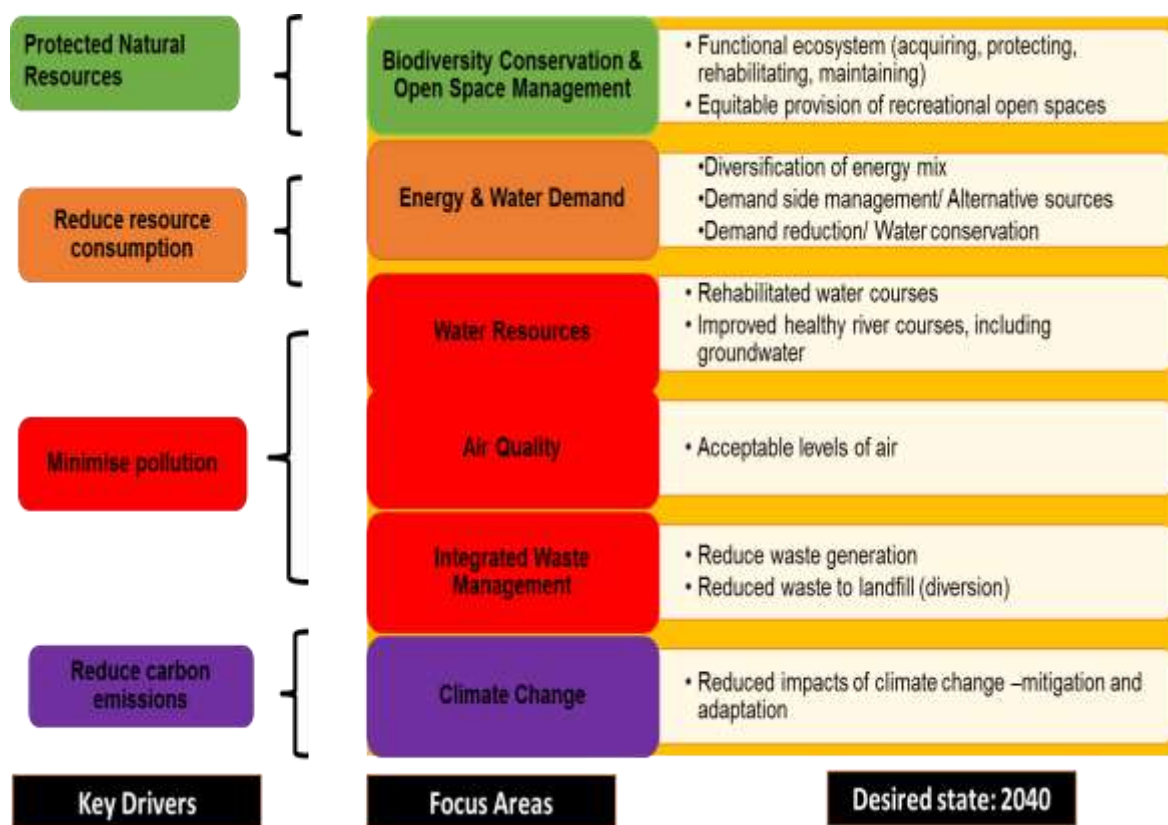 Protected Natural
Resources
Biodiversity Conservation &
Open Space Management
• Functional ecosystem (acquiring, protecting,
rehabilitating, maintaining)
• Equitable provision of recreational open spaces
Reduce resource
consumption
Energy & Water Demand
•Diversification of energy mix
•Demand side management/ Alternative sources
•Demand reduction/ Water conservation
Minimise pollution
Water Resources
• Rehabilitated water courses
• Improved healthy river courses, including
groundwater
Air Quality
• Acceptable levels of air
Integrated Waste
Management
• Reduce waste generation
• Reduced waste to landfill (diversion)
Reduce carbon
emissions
Climate Change
• Reduced impacts of climate change –mitigation and
adaptation
Key Drivers
Focus Areas
Desired state: 2040